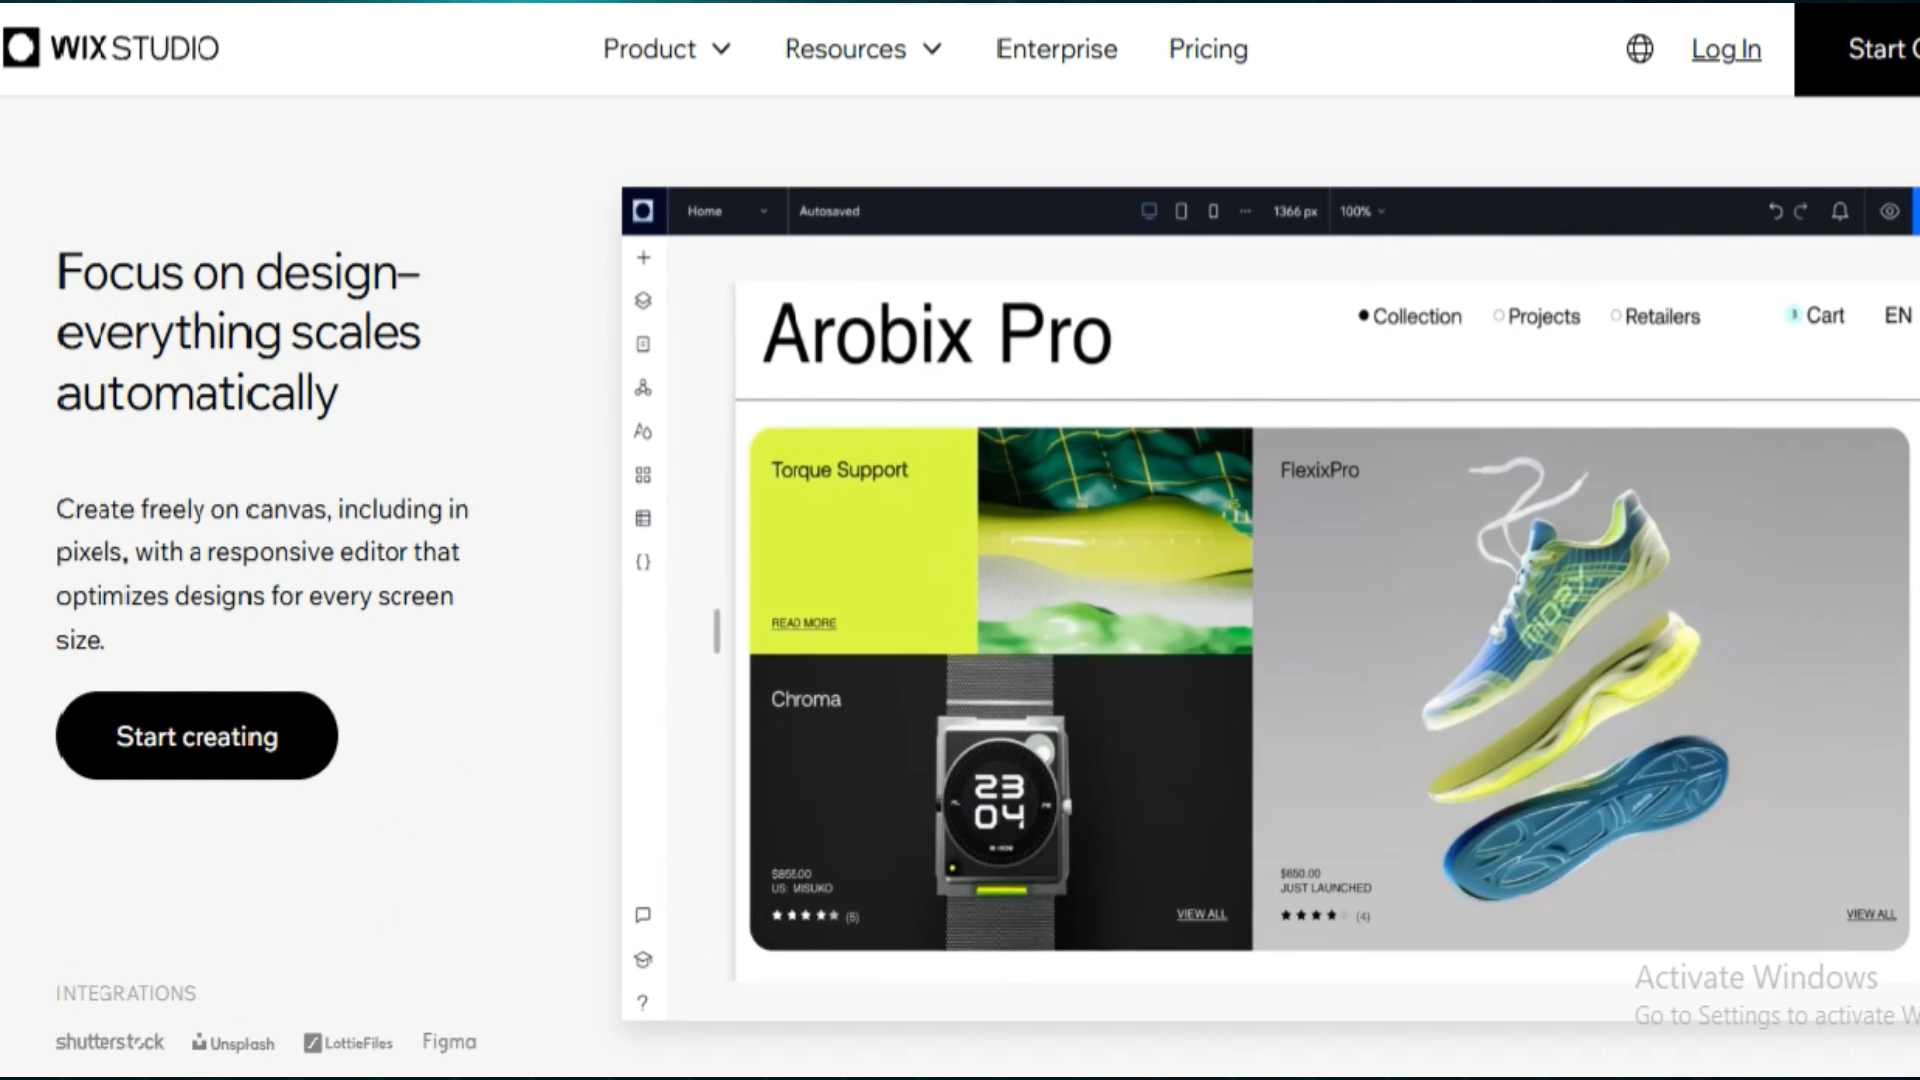 WIX STUDIO
Product
Resources
Enterprise
Pricing
Log In
Start
Focus on design–
everything scales
automatically
Create freely on canvas, including in
pixels, with a responsive editor that
optimizes designs for every screen
size.
Start creating
INTEGRATIONS
shutterstock
Unsplash
LottieFiles
Figma
Home
Autosaved
1366 px
100%
Arobix Pro
Collection
Projects
Retailers
3 Cart
EN
Torque Support
READ MORE
FlexixPro
Chroma
23
04
US: MISUKO
(5)
VIEW ALL
$650.00
JUST LAUNCHED
(4)
VIEW ALL
Activate Windows
Go to Settings to activate W